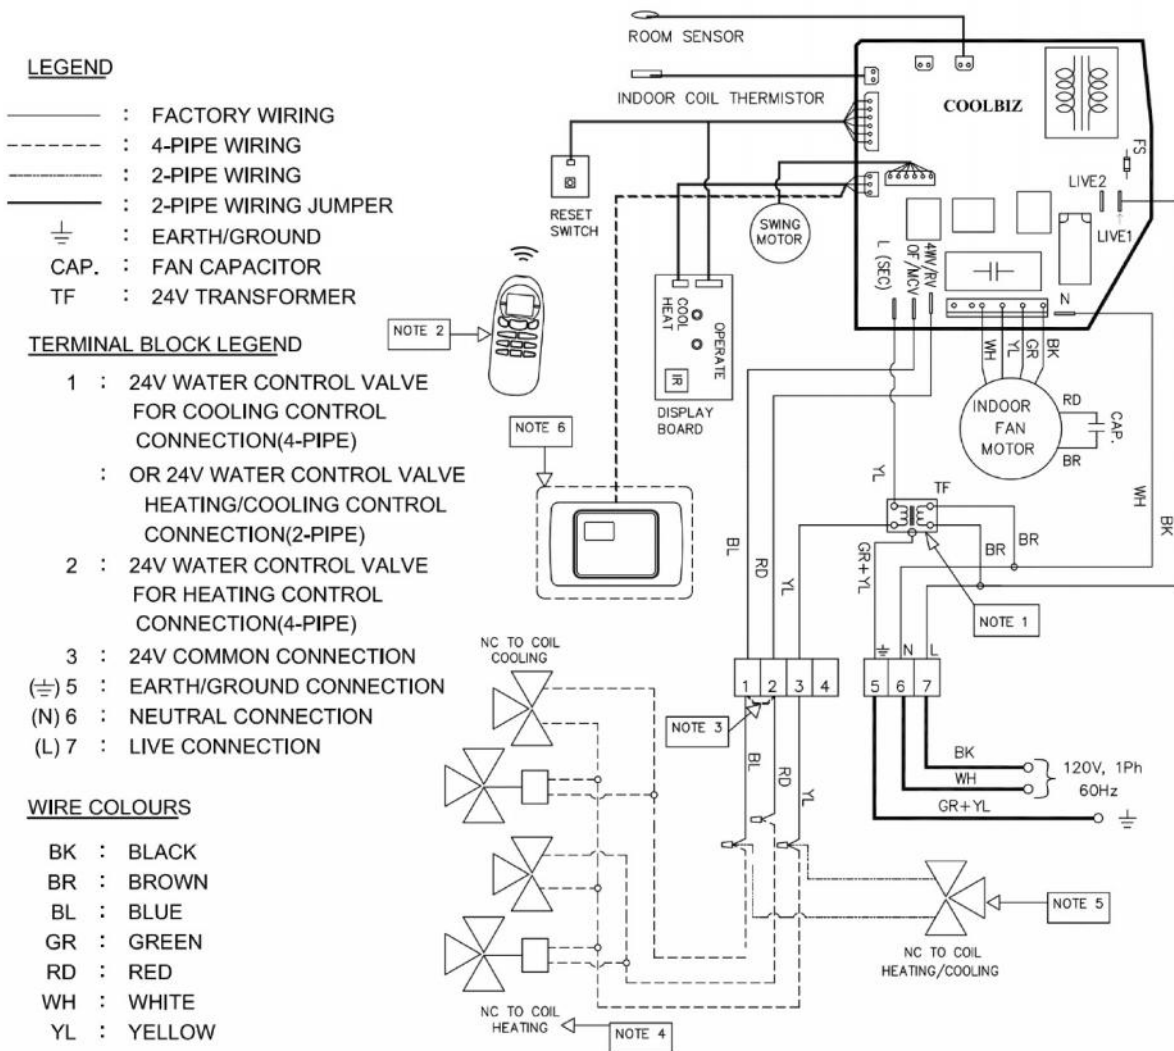 LEGEND
: FACTORY WIRING
: 4-PIPE WIRING
: 2-PIPE WIRING
: 2-PIPE WIRING JUMPER
: EARTH/GROUND
CAP. : FAN CAPACITOR
TF : 24V TRANSFORMER
TERMINAL BLOCK LEGEND
1 : 24V WATER CONTROL VALVE
FOR COOLING CONTROL
CONNECTION(4-PIPE)
: OR 24V WATER CONTROL VALVE
HEATING/COOLING CONTROL
CONNECTION(2-PIPE)
2 : 24V WATER CONTROL VALVE
FOR HEATING CONTROL
CONNECTION(4-PIPE)
3 : 24V COMMON CONNECTION
(⏚) 5 : EARTH/GROUND CONNECTION
(N) 6 : NEUTRAL CONNECTION
(L) 7 : LIVE CONNECTION
WIRE COLOURS
BK : BLACK
BR : BROWN
BL : BLUE
GR : GREEN
RD : RED
WH : WHITE
YL : YELLOW
ROOM SENSOR
INDOOR COIL THERMISTOR
COOLBIZ
FS
LIVE2
LIVE1
RESET
SWITCH
SWING
MOTOR
L (SEC)
OF/MCV
4WV/RV
N
NOTE 2
COOL
HEAT
OPERATE
IR
DISPLAY
BOARD
WH
YL
GR
BK
INDOOR
FAN
MOTOR
RD
BR
CAP.
NOTE 6
YL
TF
WH
BK
BL
RD
YL
GR+YL
BR
BR
NOTE 1
N
L
1
2
3
4
5
6
7
NOTE 3
BL
RD
YL
BK
WH
GR+YL
120V, 1Ph
60Hz
NC TO COIL
COOLING
NC TO COIL
HEATING
NOTE 4
NOTE 5
NC TO COIL
HEATING/COOLING